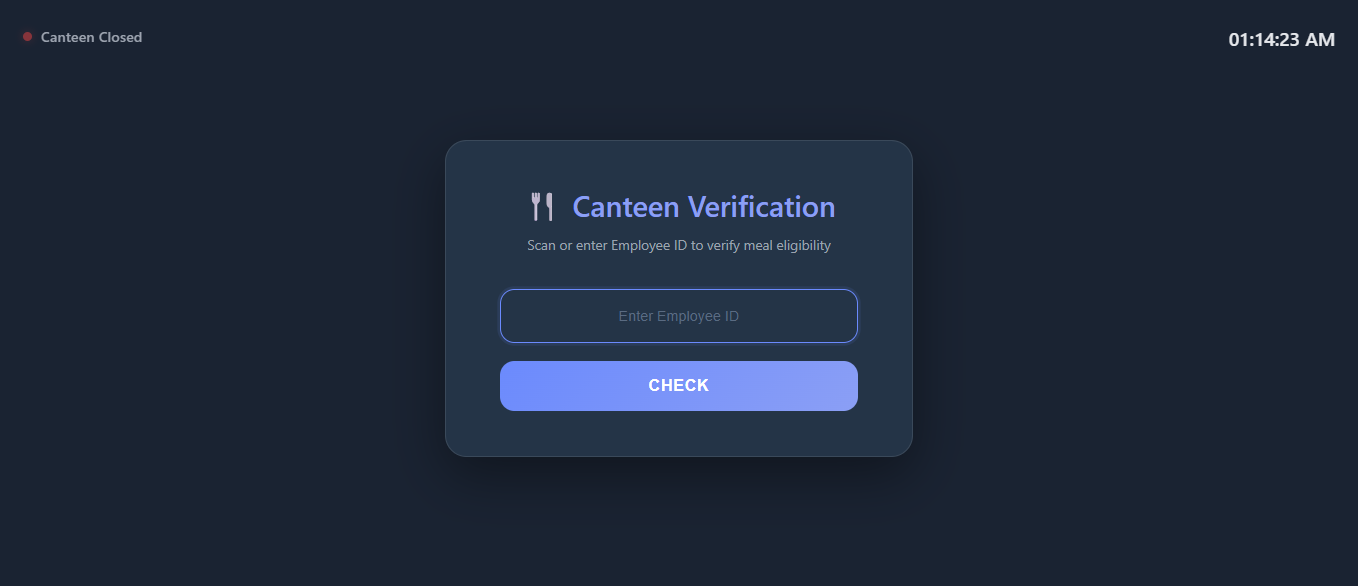 Canteen Closed
01:14:23 AM
Canteen Verification
Scan or enter Employee ID to verify meal eligibility
Enter Employee ID
CHECK